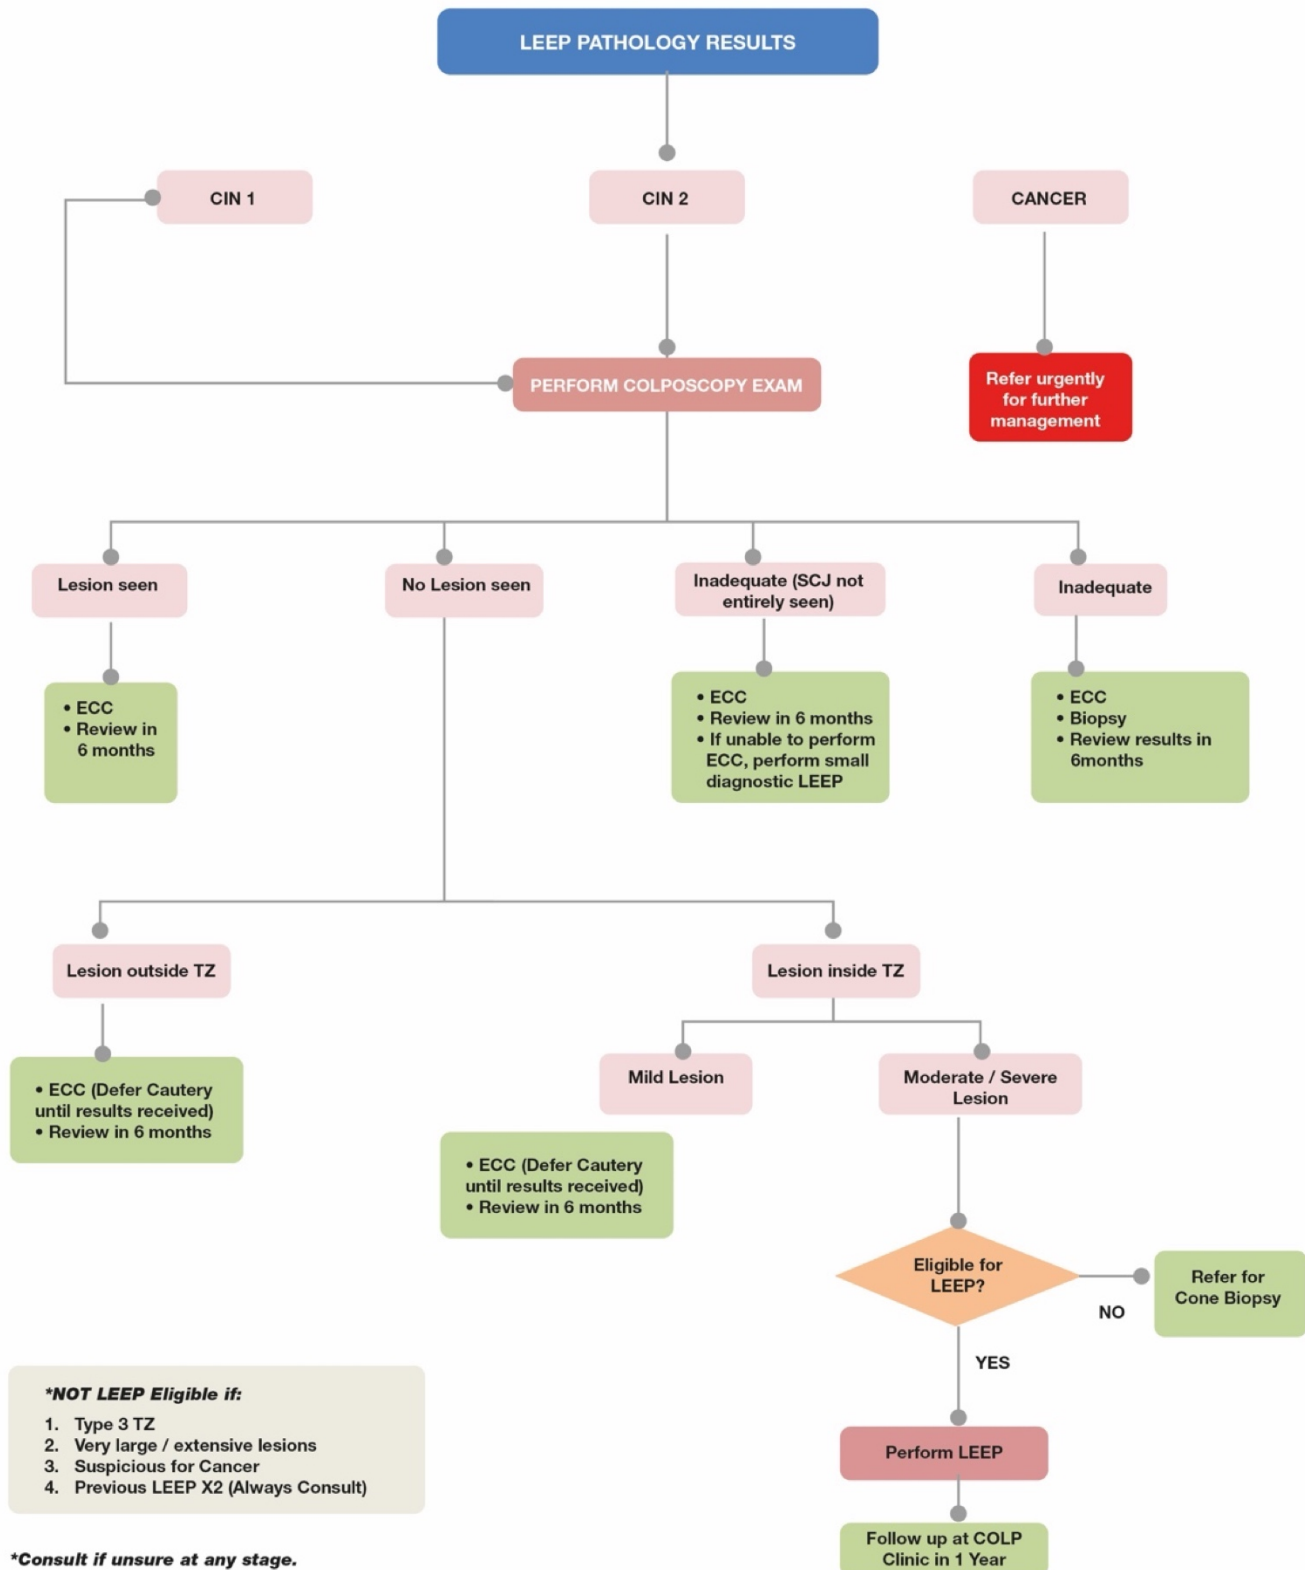 LEEP PATHOLOGY RESULTS
CIN 1
CIN 2
CANCER
PERFORM COLPOSCOPY EXAM
Refer urgently
for further
management
Lesion seen
No Lesion seen
Inadequate (SCJ not
entirely seen)
Inadequate
• ECC
• Review in
6 months
• ECC
• Review in 6 months
• If unable to perform
ECC, perform small
diagnostic LEEP
• ECC
• Biopsy
• Review results in
6months
Lesion outside TZ
Lesion inside TZ
• ECC (Defer Cautery
until results received)
• Review in 6 months
Mild Lesion
Moderate / Severe
Lesion
• ECC (Defer Cautery
until results received)
• Review in 6 months
Eligible for
LEEP?
NO
Refer for
Cone Biopsy
YES
Perform LEEP
Follow up at COLP
Clinic in 1 Year
*NOT LEEP Eligible if:
1. Type 3 TZ
2. Very large / extensive lesions
3. Suspicious for Cancer
4. Previous LEEP X2 (Always Consult)
*Consult if unsure at any stage.